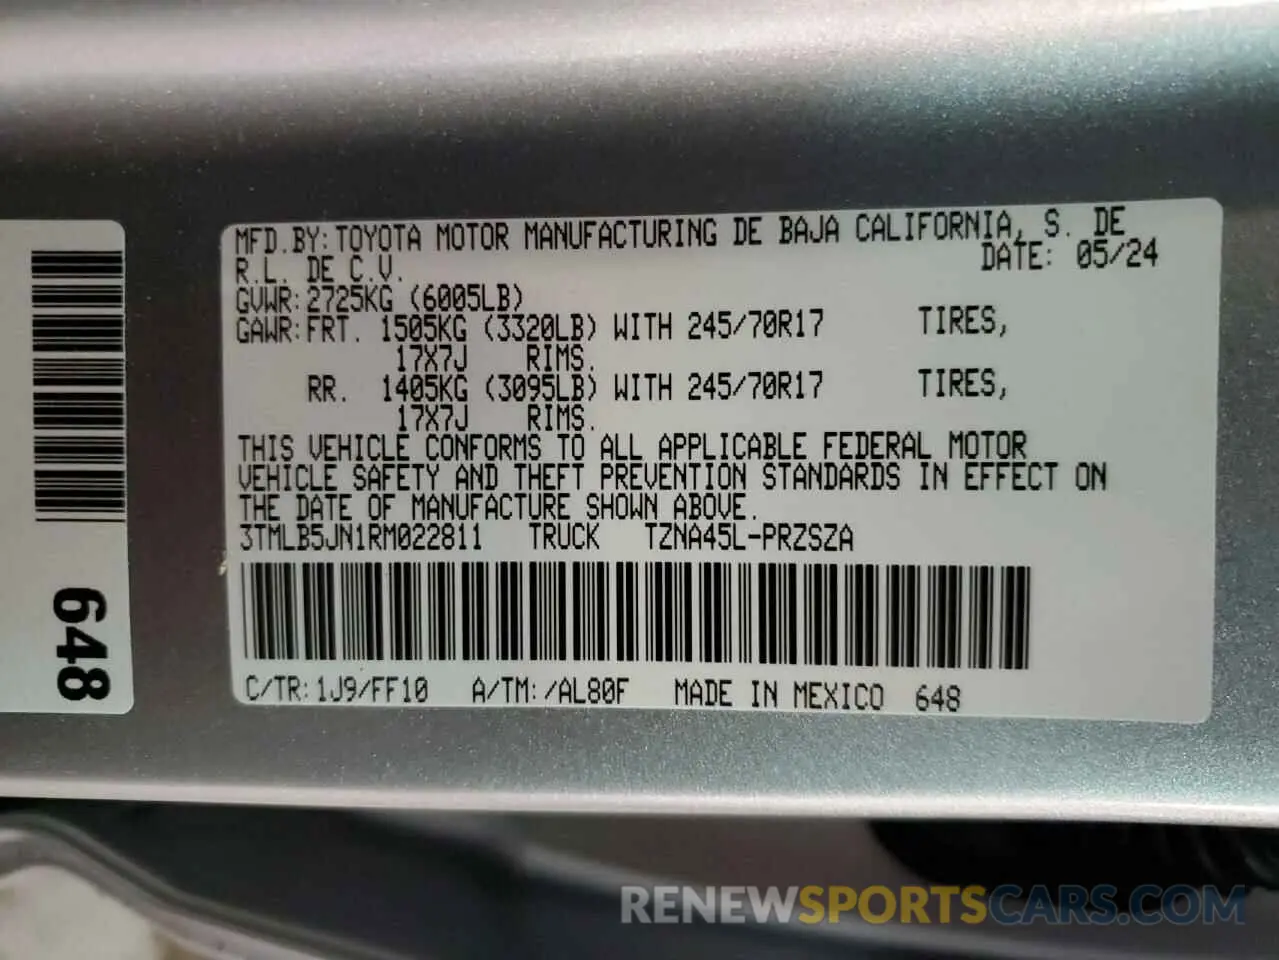 MFD.BY:TOYOTA MOTOR MANUFACTURING DE BAJA CALIFORNIA, S. DE
R.L. DE C.V. DATE: 05/24
GVWR:2725KG (6005LB)
GAWR:FRT. 1505KG (3320LB) WITH 245/70R17 TIRES,
17X7J RIMS.
RR. 1405KG (3095LB) WITH 245/70R17 TIRES,
17X7J RIMS.
THIS VEHICLE CONFORMS TO ALL APPLICABLE FEDERAL MOTOR
VEHICLE SAFETY AND THEFT PREVENTION STANDARDS IN EFFECT ON
THE DATE OF MANUFACTURE SHOWN ABOVE.
3TMLB5JN1RM022811 TRUCK TZNA45L-PRZSZA
C/TR:1J9/FF10 A/TM:/AL80F MADE IN MEXICO 648
648
RENEWSPORTSCARS.COM